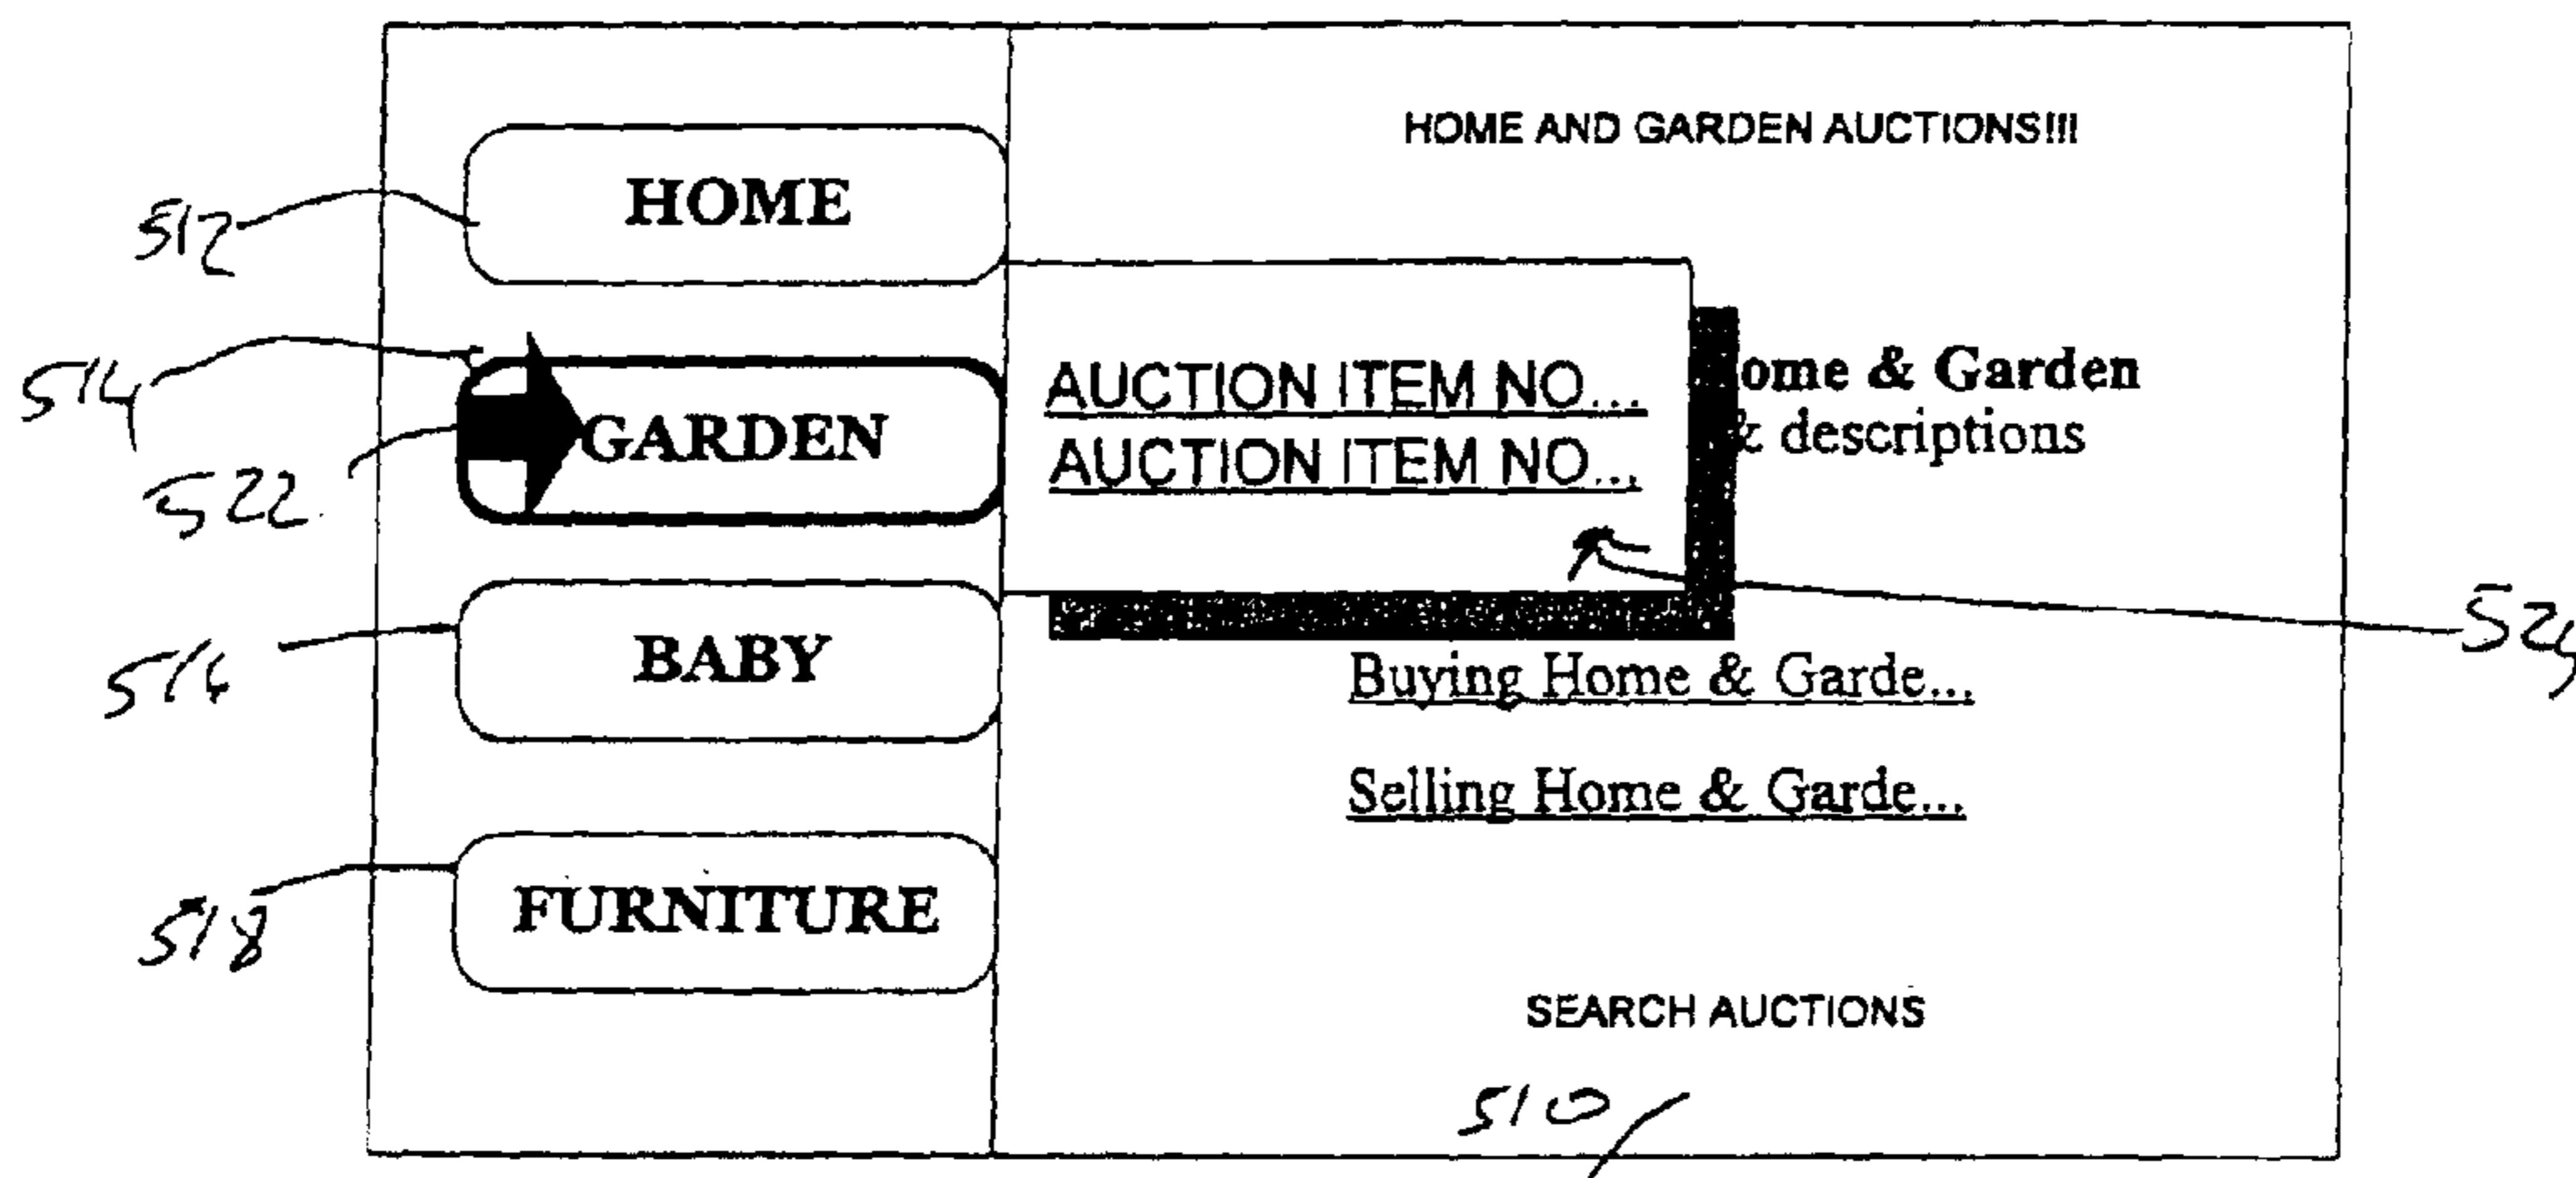 HOME AND GARDEN AUCTIONS!!!
HOME
512
514
GARDEN
522
AUCTION ITEM NO...
AUCTION ITEM NO...
ome & Garden
& descriptions
516
BABY
Buying Home & Garde...
Selling Home & Garde...
518
FURNITURE
SEARCH AUCTIONS
510